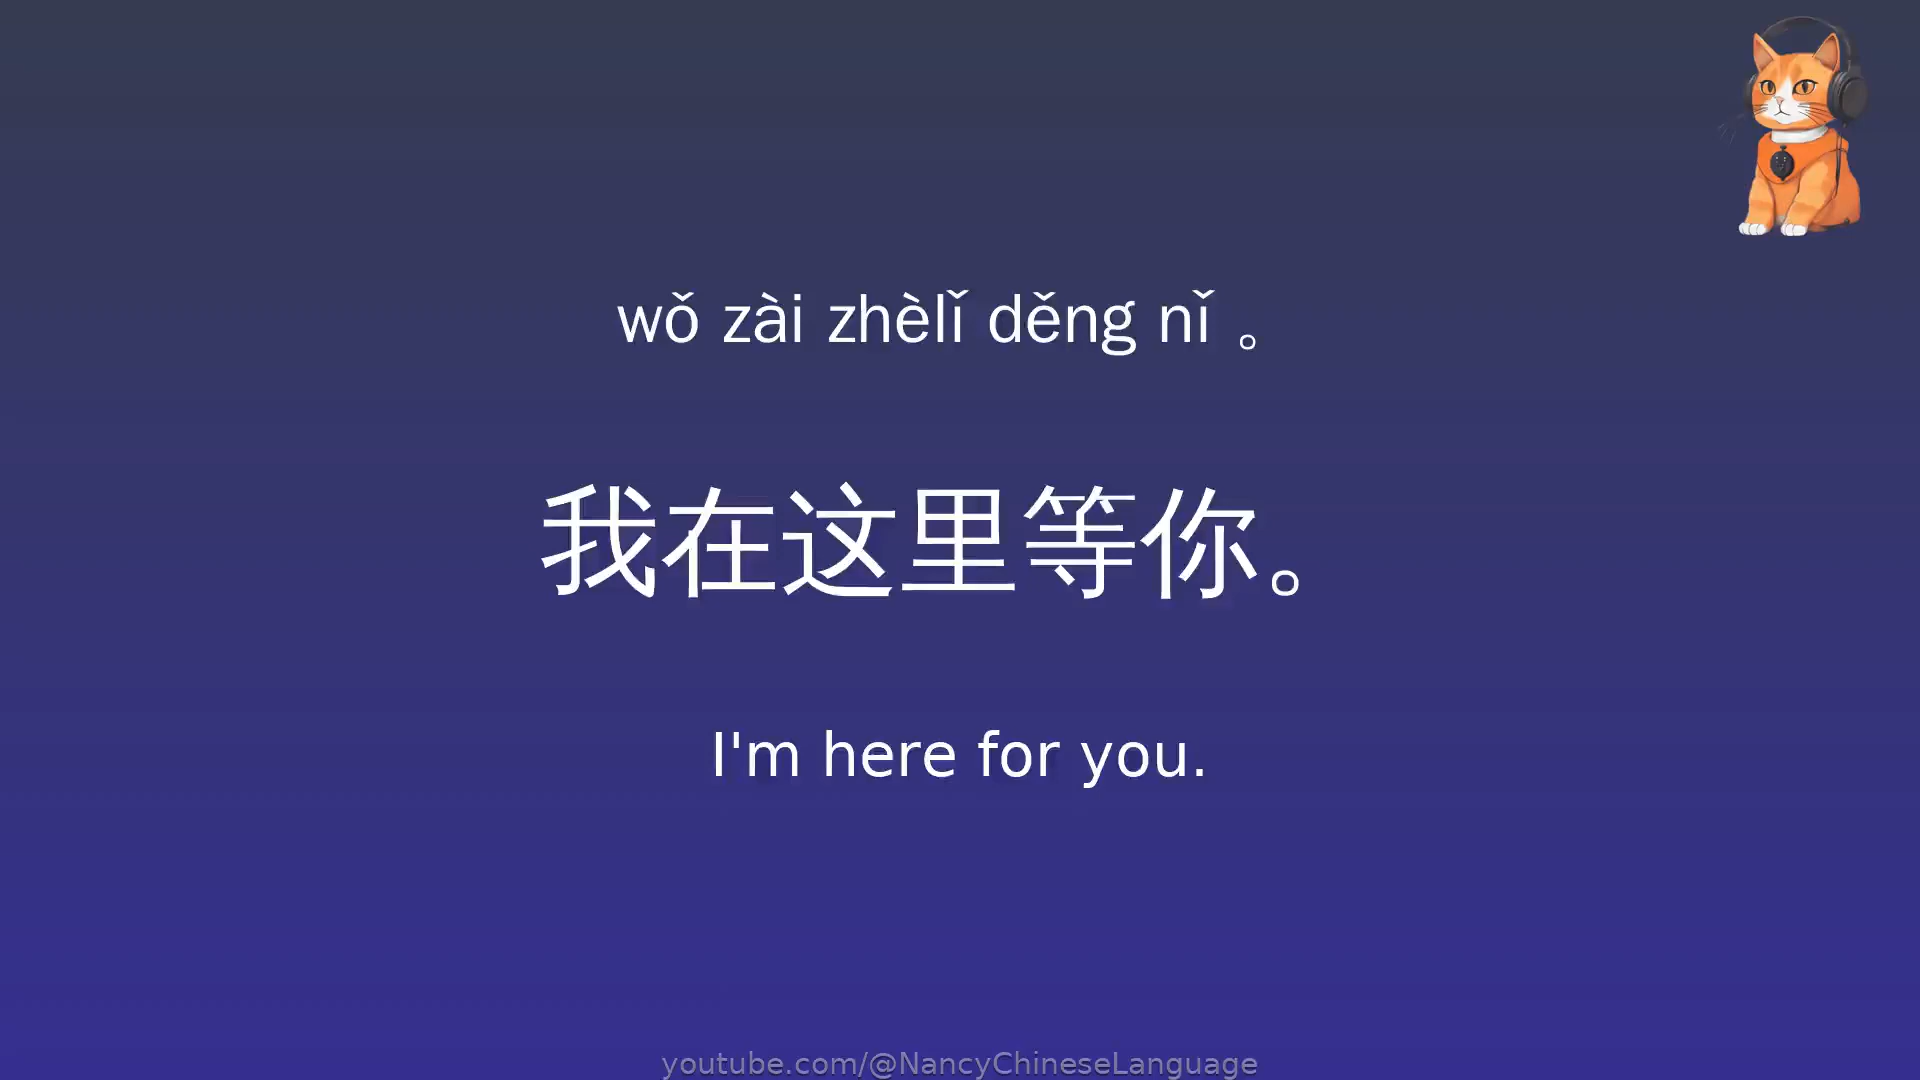 wǒ zài zhèlǐ děng nǐ 。
我在这里等你。
I'm here for you.
youtube.com/@NancyChineseLanguage